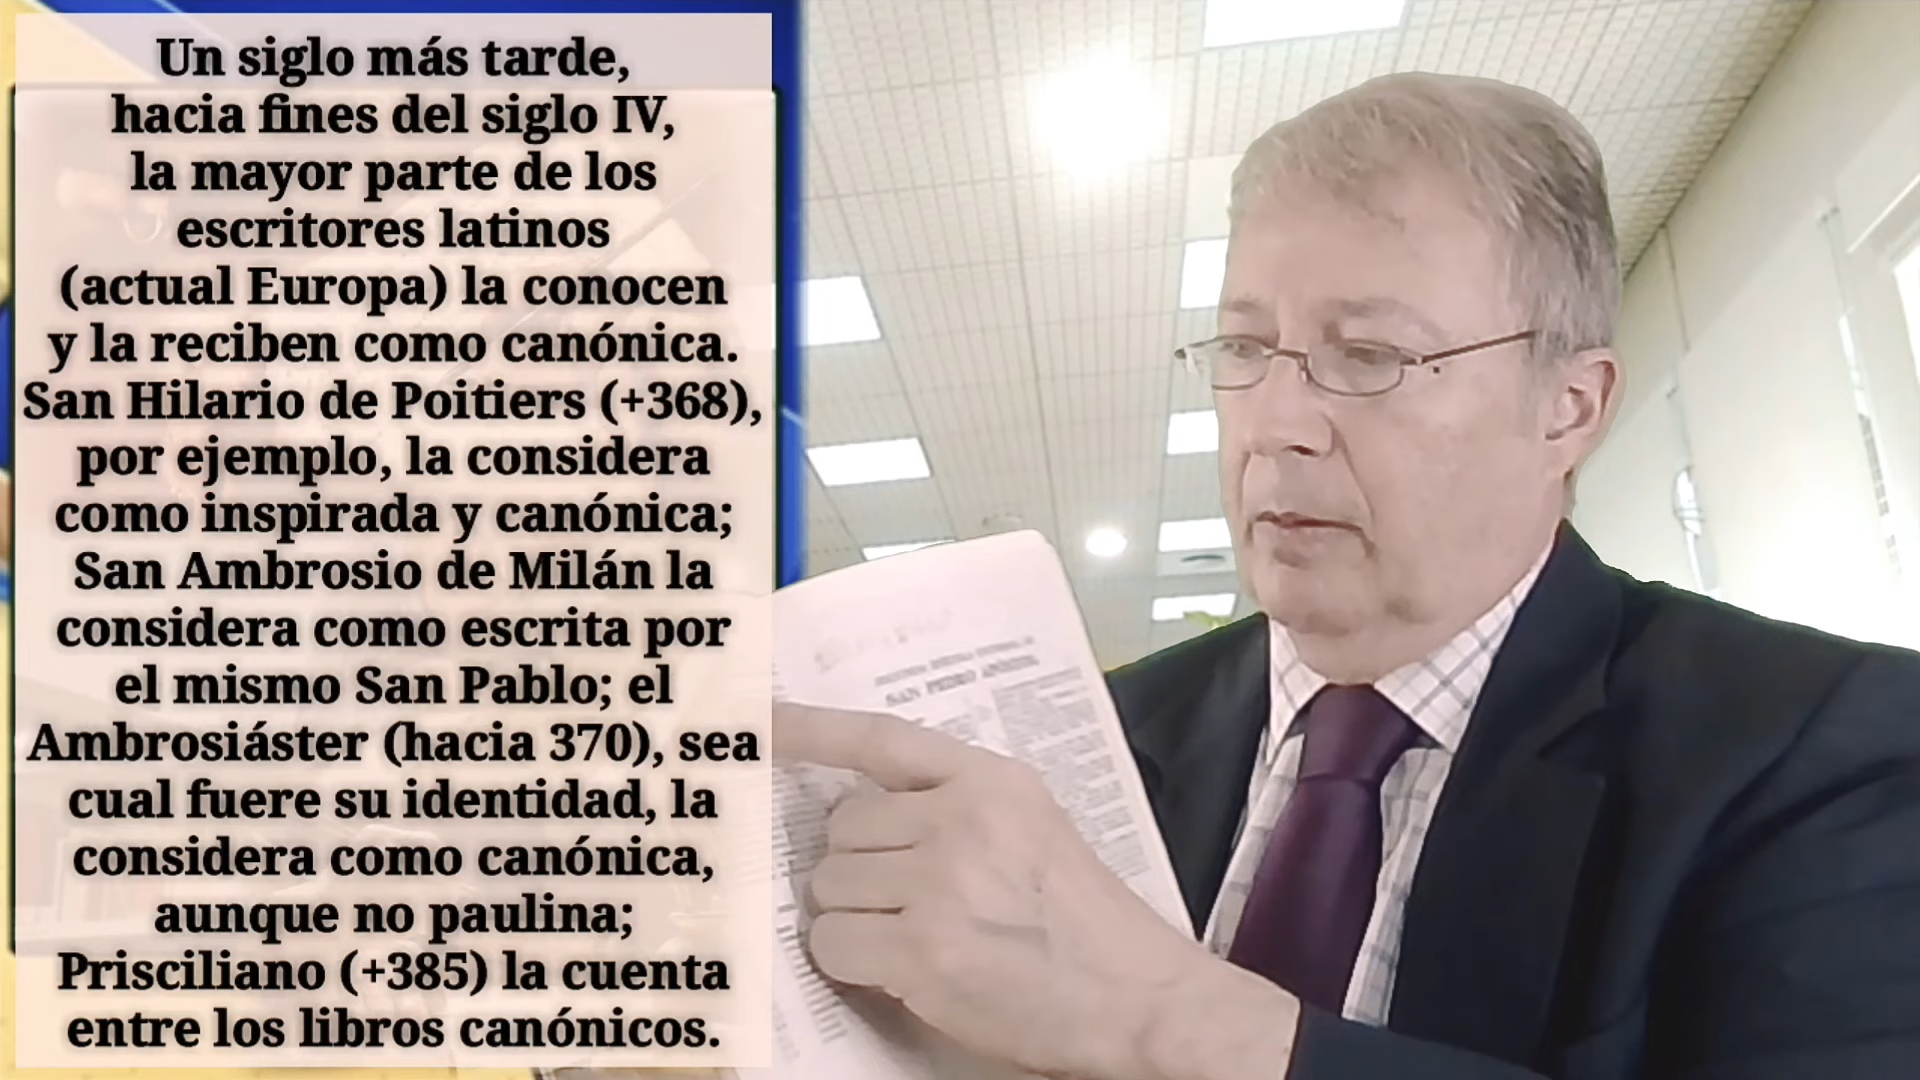 Un siglo más tarde,
hacia fines del siglo IV,
la mayor parte de los
escritores latinos
(actual Europa) la conocen
y la reciben como canónica.
San Hilario de Poitiers (+368),
por ejemplo, la considera
como inspirada y canónica;
San Ambrosio de Milán la
considera como escrita por
el mismo San Pablo; el
Ambrosiáster (hacia 370), sea
cual fuere su identidad, la
considera como canónica,
aunque no paulina;
Prisciliano (+385) la cuenta
entre los libros canónicos.
SAN PEDRO APÓSTOL